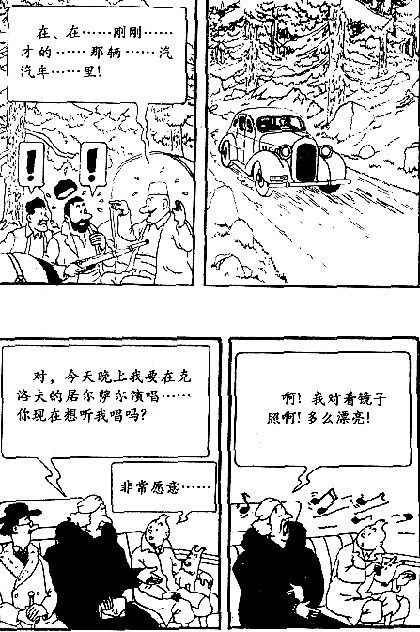 在、在……刚刚……
才的……那辆……汽
汽车……里！
！
！
对，今天晚上我要在克
洛夫的居尔萨尔演唱……
你现在想听我唱吗？
非常愿意……
啊！我对着镜子
照啊！多么漂亮！